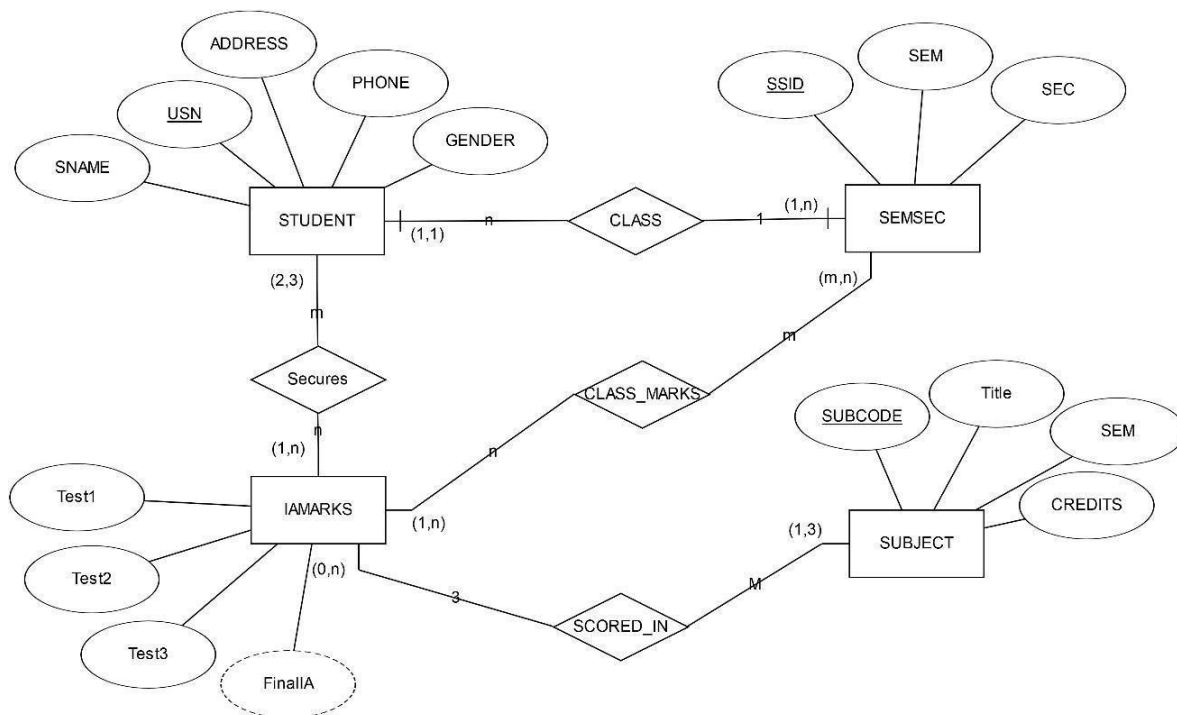 ADDRESS
SEM
PHONE
SSID
SEC
USN
GENDER
SNAME
STUDENT
n
CLASS
1
(1,n)
SEMSEC
(1,1)
(2,3)
(m,n)
m
m
Secures
CLASS_MARKS
Title
SUBCODE
SEM
n
(1,n)
n
Test1
IAMARKS
(1,n)
CREDITS
(1,3)
SUBJECT
(0,n)
Test2
3
M
SCORED_IN
Test3
FinalIA